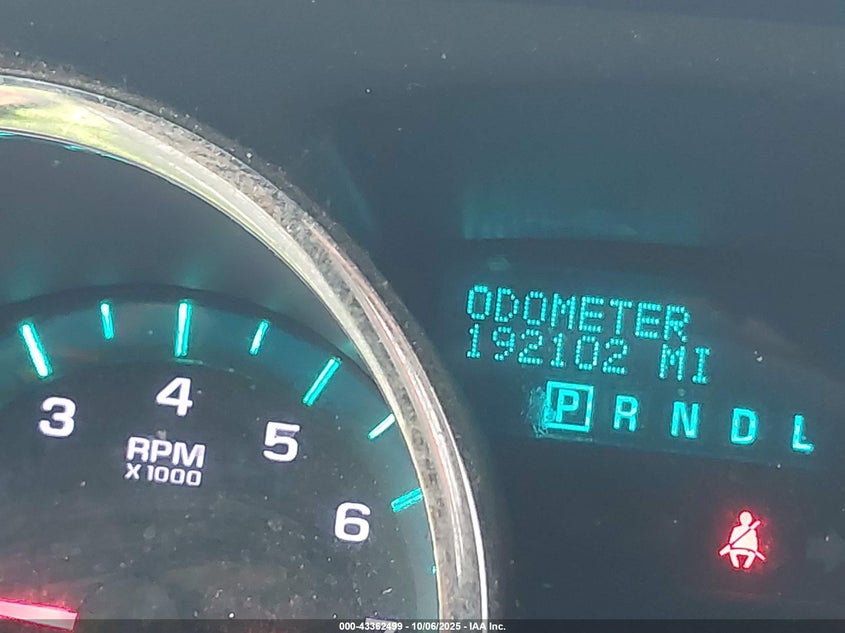 ODOMETER
192102 MI
P R N D L
3 4 5 6
RPM
X1000
000-43362499 - 10/06/2025 - IAA Inc.